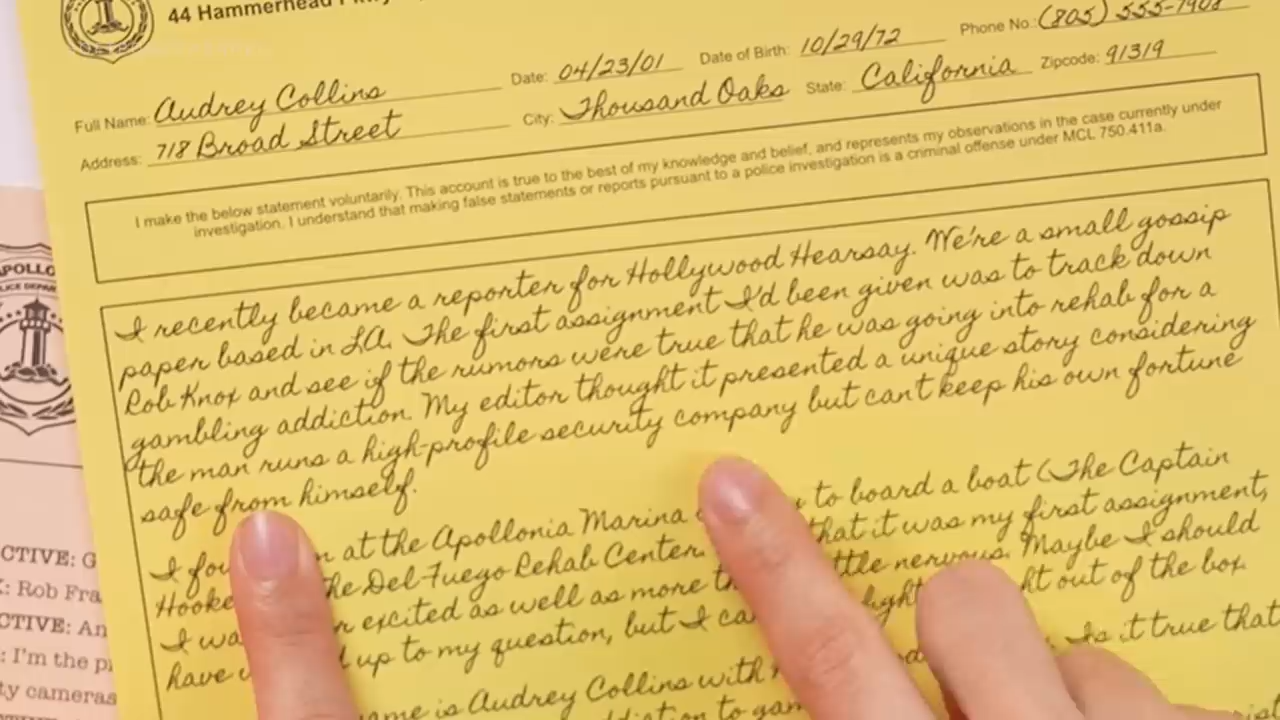 44 Hammerhead
Full Name: Audrey Collins Date: 04/23/01 Date of Birth: 10/29/72 Phone No.: (805) 555-7908
Address: 718 Broad Street City: Thousand Oaks State: California Zipcode: 91319
I make the below statement voluntarily. This account is true to the best of my knowledge and belief, and represents my observations in the case currently under
investigation. I understand that making false statements or reports pursuant to a police investigation is a criminal offense under MCL 750.411a.
I recently became a reporter for Hollywood Hearsay. We're a small gossip
paper based in LA. The first assignment I'd been given was to track down
Rob Knox and see if the rumors were true that he was going into rehab for a
gambling addiction. My editor thought it presented a unique story considering
the man runs a high-profile security company but can't keep his own fortune
safe from himself.
I at the Apollonia Marina to board a boat (The Captain
the Del Fuego Rehab Center. that it was my first assignment,
I excited as well as more nervous. Maybe I should
have up to my question, but I out of the box.
is Audrey Collins with Is it true that
to
APOLLO
CTIVE: G
: Rob Fra
CTIVE: An
: I'm the p
ty cameras